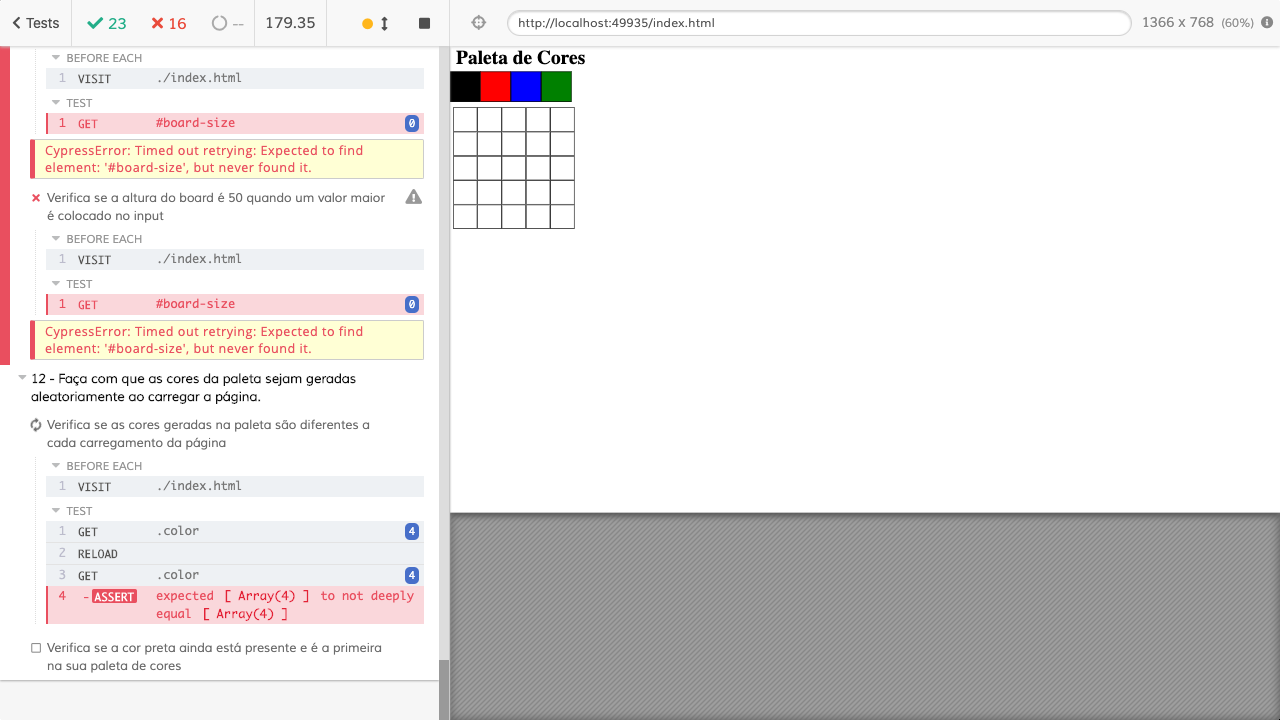 Tests 23 16 -- 179.35 http://localhost:49935/index.html 1366 x 768 (60%)
BEFORE EACH
1 VISIT ./index.html
TEST
1 GET #board-size 0
CypressError: Timed out retrying: Expected to find
element: '#board-size', but never found it.
Verifica se a altura do board é 50 quando um valor maior
é colocado no input
BEFORE EACH
1 VISIT ./index.html
TEST
1 GET #board-size 0
CypressError: Timed out retrying: Expected to find
element: '#board-size', but never found it.
12 - Faça com que as cores da paleta sejam geradas
aleatoriamente ao carregar a página.
Verifica se as cores geradas na paleta são diferentes a
cada carregamento da página
BEFORE EACH
1 VISIT ./index.html
TEST
1 GET .color 4
2 RELOAD
3 GET .color 4
4 -ASSERT expected [ Array(4) ] to not deeply
equal [ Array(4) ]
Verifica se a cor preta ainda está presente e é a primeira
na sua paleta de cores
Paleta de Cores